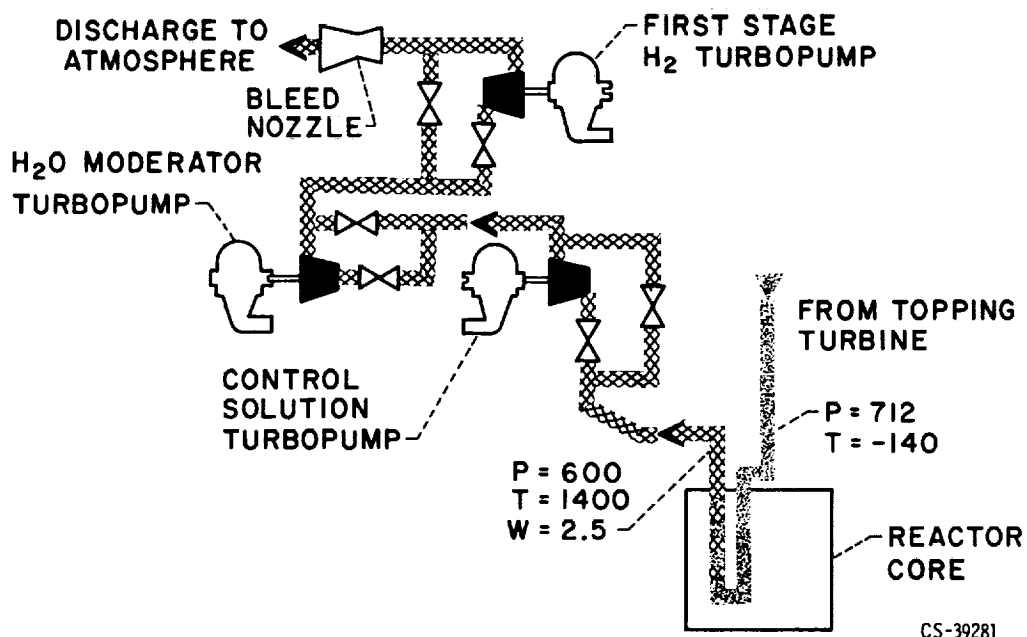 DISCHARGE TO
ATMOSPHERE
BLEED
NOZZLE
FIRST STAGE
H₂ TURBOPUMP
H₂O MODERATOR
TURBOPUMP
CONTROL
SOLUTION
TURBOPUMP
FROM TOPPING
TURBINE
P = 712
T = -140
P = 600
T = 1400
W = 2.5
REACTOR
CORE
CS-39281